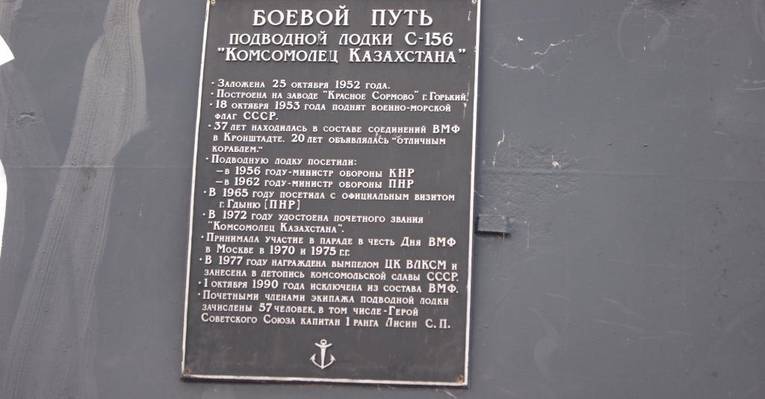 БОЕВОЙ ПУТЬ
ПОДВОДНОЙ ЛОДКИ С-156
"КОМСОМОЛЕЦ КАЗАХСТАНА"
· ЗАЛОЖЕНА 25 ОКТЯБРЯ 1952 ГОДА.
· ПОСТРОЕНА НА ЗАВОДЕ "КРАСНОЕ СОРМОВО" Г. ГОРЬКИЙ.
· 18 ОКТЯБРЯ 1953 ГОДА ПОДНЯТ ВОЕННО-МОРСКОЙ
ФЛАГ СССР.
· 37 ЛЕТ НАХОДИЛАСЬ В СОСТАВЕ СОЕДИНЕНИЙ ВМФ
В КРОНШТАДТЕ. 20 ЛЕТ ОБЪЯВЛЯЛАСЬ "ОТЛИЧНЫМ
КОРАБЛЕМ."
· ПОДВОДНУЮ ЛОДКУ ПОСЕТИЛИ:
– В 1956 ГОДУ-МИНИСТР ОБОРОНЫ КНР
– В 1962 ГОДУ-МИНИСТР ОБОРОНЫ ПНР
· В 1965 ГОДУ ПОСЕТИЛА С ОФИЦИАЛЬНЫМ ВИЗИТОМ
Г. ГДЫНЮ [ПНР]
· В 1972 ГОДУ УДОСТОЕНА ПОЧЕТНОГО ЗВАНИЯ
"КОМСОМОЛЕЦ КАЗАХСТАНА".
· ПРИНИМАЛА УЧАСТИЕ В ПАРАДЕ В ЧЕСТЬ ДНЯ ВМФ
В МОСКВЕ В 1970 И 1975 Г.Г.
· В 1977 ГОДУ НАГРАЖДЕНА ВЫМПЕЛОМ ЦК ВЛКСМ И
ЗАНЕСЕНА В ЛЕТОПИСЬ КОМСОМОЛЬСКОЙ СЛАВЫ СССР.
· 1 ОКТЯБРЯ 1990 ГОДА ИСКЛЮЧЕНА ИЗ СОСТАВА ВМФ.
· ПОЧЕТНЫМИ ЧЛЕНАМИ ЭКИПАЖА ПОДВОДНОЙ ЛОДКИ
ЗАЧИСЛЕНЫ 57 ЧЕЛОВЕК, В ТОМ ЧИСЛЕ-ГЕРОЙ
СОВЕТСКОГО СОЮЗА КАПИТАН 1 РАНГА ЛИСИН С. П.